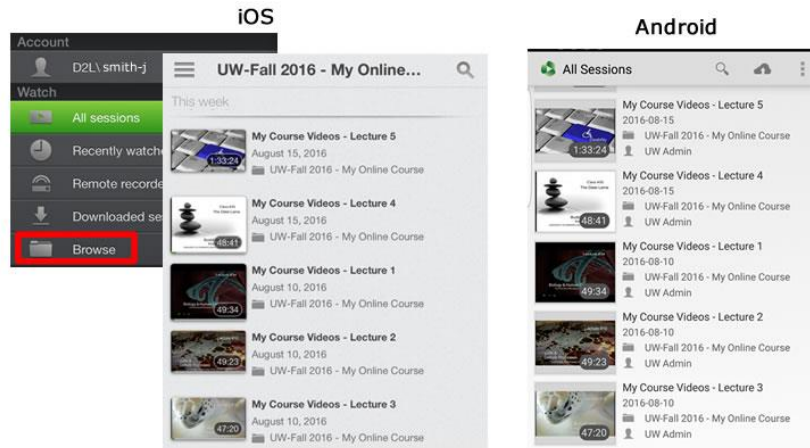 iOS
Account
D2L\ smith-j
Watch
All sessions
Recently watche
Remote recorde
Downloaded se
Browse
UW-Fall 2016 - My Online...
This week
My Course Videos - Lecture 5
August 15, 2016
UW-Fall 2016 - My Online Course
1:33:24
My Course Videos - Lecture 4
August 15, 2016
UW-Fall 2016 - My Online Course
48:41
My Course Videos - Lecture 1
August 10, 2016
UW-Fall 2016 - My Online Course
49:34
My Course Videos - Lecture 2
August 10, 2016
UW-Fall 2016 - My Online Course
49:23
My Course Videos - Lecture 3
August 10, 2016
UW-Fall 2016 - My Online Course
47:20
Android
All Sessions
My Course Videos - Lecture 5
2016-08-15
UW-Fall 2016 - My Online Course
1:33:24
UW Admin
My Course Videos - Lecture 4
2016-08-15
UW-Fall 2016 - My Online Course
48:41
UW Admin
My Course Videos - Lecture 1
2016-08-10
UW-Fall 2016 - My Online Course
49:34
UW Admin
My Course Videos - Lecture 2
2016-08-10
UW-Fall 2016 - My Online Course
49:23
UW Admin
My Course Videos - Lecture 3
2016-08-10
UW-Fall 2016 - My Online Course
47:20
UW Admin